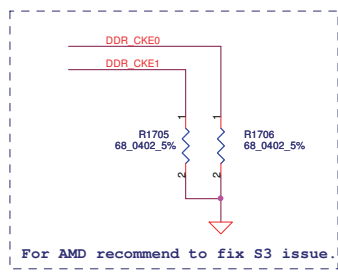 DDR_CKE0
DDR_CKE1
1
1
R1705
R1706
68_0402_5%
68_0402_5%
2
2
For AMD recommend to fix S3 issue.